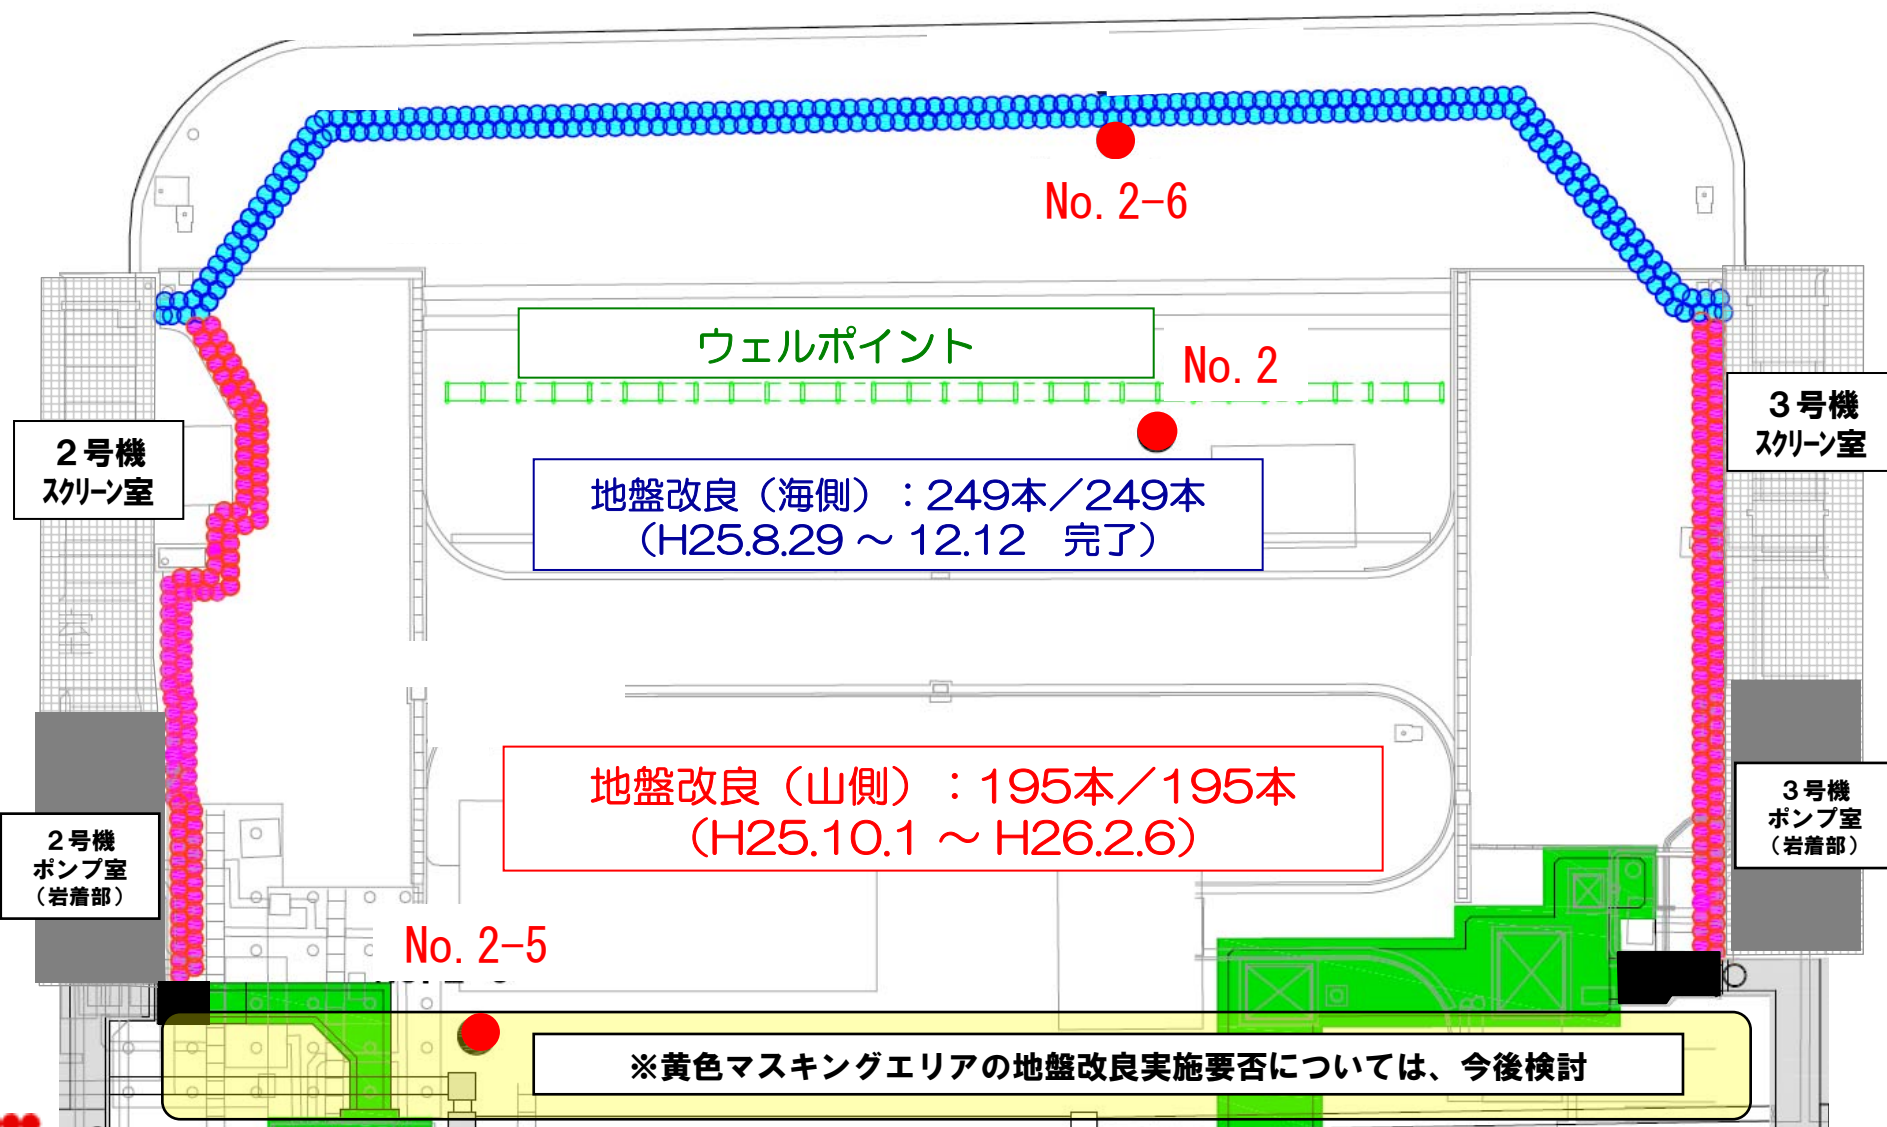 No. 2-6
ウェルポイント
No. 2
2号機
スクリーン室
3号機
スクリーン室
地盤改良（海側）：249本／249本
（H25.8.29 ～ 12.12　完了）
地盤改良（山側）：195本／195本
（H25.10.1 ～ H26.2.6）
2号機
ポンプ室
（岩着部）
3号機
ポンプ室
（岩着部）
No. 2-5
※黄色マスキングエリアの地盤改良実施要否については、今後検討